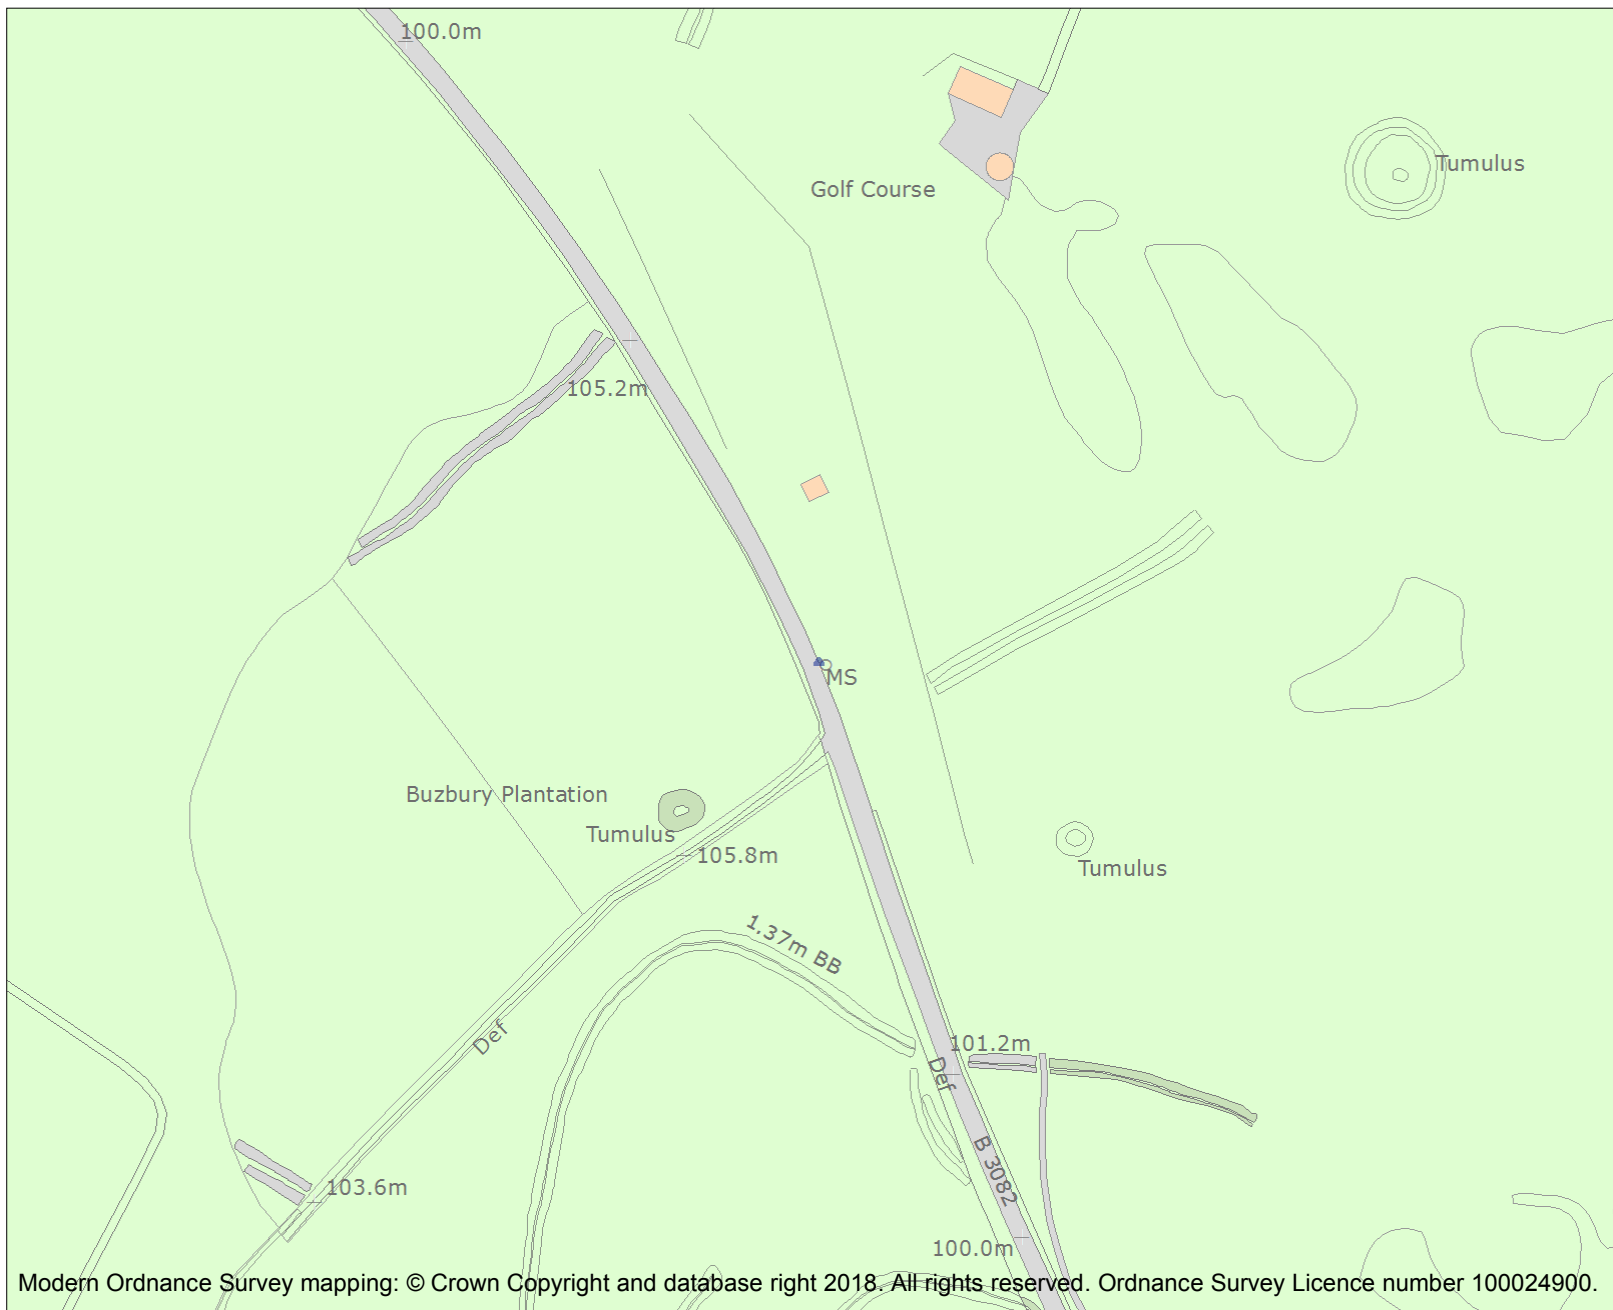 100.0m
Tumulus
Golf Course
105.2m
MS
Buzbury Plantation
Tumulus
105.8m
Tumulus
1.37m BB
Def
101.2m
Def
B 3082
103.6m
100.0m
Modern Ordnance Survey mapping: © Crown Copyright and database right 2018. All rights reserved. Ordnance Survey Licence number 100024900.